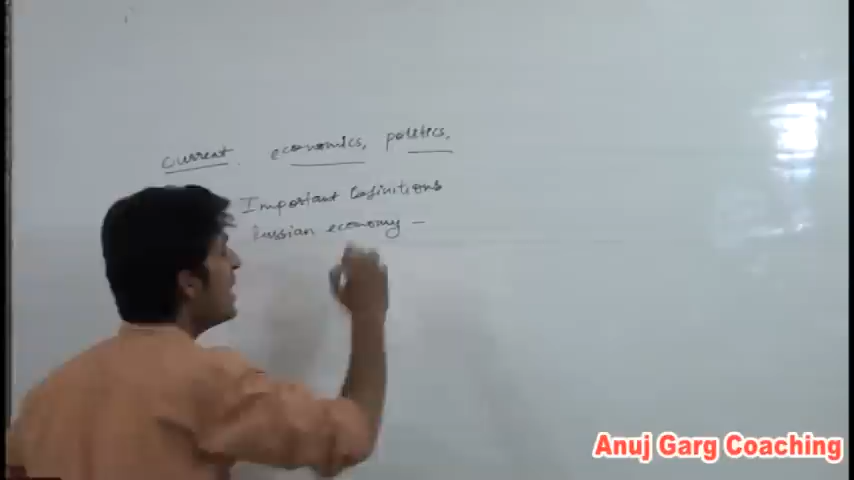 Current. economics, politics,
Important Definitions
Russian economy -
Anuj Garg Coaching